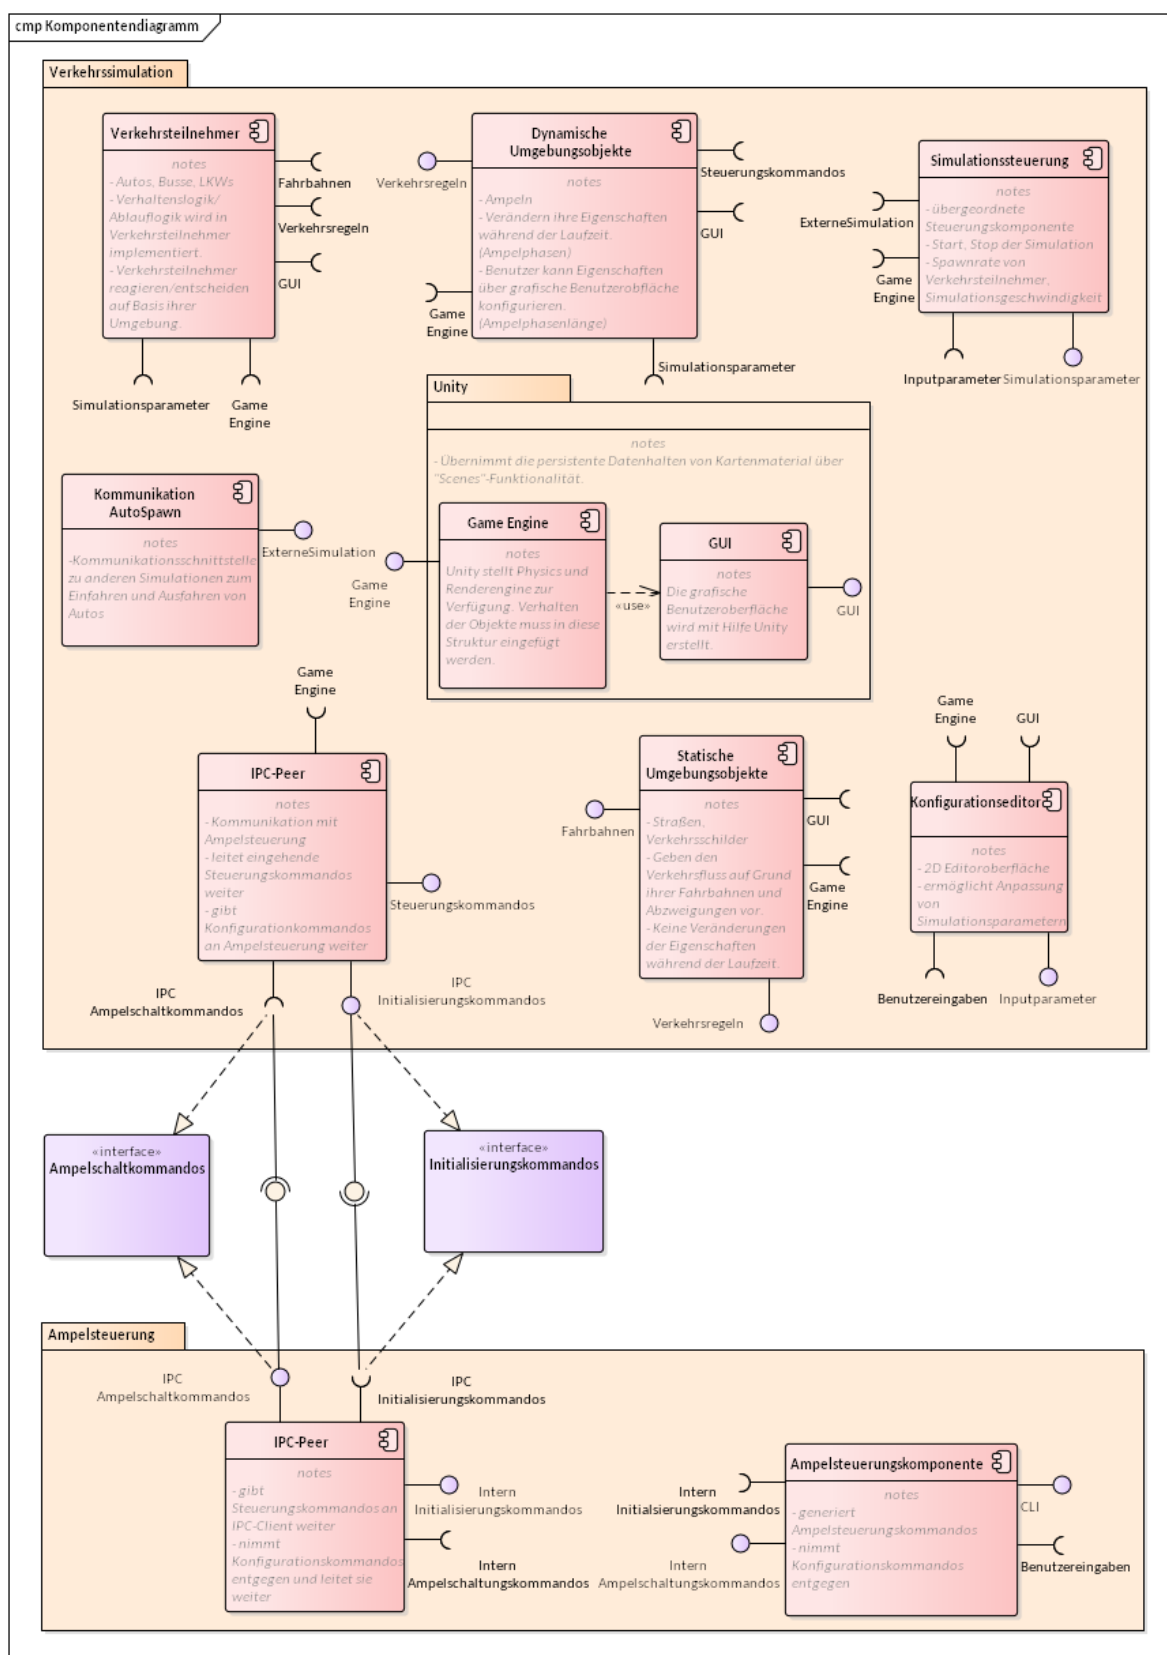 cmp Komponentendiagramm
Verkehrssimulation
Verkehrsteilnehmer
notes
- Autos, Busse, LKWs
- Verhaltenslogik/
Ablauflogik wird in
Verkehrsteilnehmer
implementiert.
- Verkehrsteilnehmer
reagieren/entscheiden
auf Basis ihrer
Umgebung.
Fahrbahnen
Verkehrsregeln
GUI
Simulationsparameter
Game
Engine
Dynamische
Umgebungsobjekte
notes
- Ampeln
- Verändern ihre Eigenschaften
während der Laufzeit.
(Ampelphasen)
- Benutzer kann Eigenschaften
über grafische Benutzerobfläche
konfigurieren.
(Ampelphasenlänge)
Verkehrsregeln
Game
Engine
Steuerungskommandos
GUI
Simulationsparameter
Simulationssteuerung
notes
- übergeordnete
Steuerungskomponente
- Start, Stop der Simulation
- Spawnrate von
Verkehrsteilnehmer,
Simulationsgeschwindigkeit
ExterneSimulation
Game
Engine
Inputparameter
Simulationsparameter
Unity
notes
- Übernimmt die persistente Datenhalten von Kartenmaterial über
"Scenes"-Funktionalität.
Kommunikation
AutoSpawn
notes
-Kommunikationsschnittstelle
zu anderen Simulationen zum
Einfahren und Ausfahren von
Autos
ExterneSimulation
Game
Engine
Game Engine
notes
Unity stellt Physics und
Renderengine zur
Verfügung. Verhalten
der Objekte muss in diese
Struktur eingefügt
werden.
«use»
GUI
notes
Die grafische
Benutzeroberfläche
wird mit Hilfe Unity
erstellt.
GUI
Game
Engine
IPC-Peer
notes
- Kommunikation mit
Ampelsteuerung
- leitet eingehende
Steuerungskommandos
weiter
- gibt
Konfigurationkommandos
an Ampelsteuerung weiter
Steuerungskommandos
IPC
Ampelschaltkommandos
IPC
Initialisierungskommandos
Statische
Umgebungsobjekte
notes
- Straßen,
Verkehrsschilder
- Geben den
Verkehrsfluss auf Grund
ihrer Fahrbahnen und
Abzweigungen vor.
- Keine Veränderungen
der Eigenschaften
während der Laufzeit.
Fahrbahnen
GUI
Game
Engine
Verkehrsregeln
Game
Engine
GUI
Konfigurationseditor
notes
- 2D Editoroberfläche
- ermöglicht Anpassung
von
Simulationsparametern
Benutzereingaben
Inputparameter
«interface»
Ampelschaltkommandos
«interface»
Initialisierungskommandos
Ampelsteuerung
IPC
Ampelschaltkommandos
IPC
Initialisierungskommandos
IPC-Peer
notes
- gibt
Steuerungskommandos an
IPC-Client weiter
- nimmt
Konfigurationskommandos
entgegen und leitet sie
weiter
Intern
Initialisierungskommandos
Intern
Ampelschaltungskommandos
Intern
Initialsierungskommandos
Intern
Ampelschaltungskommandos
Ampelsteuerungskomponente
notes
- generiert
Ampelsteuerungskommandos
- nimmt
Konfigurationskommandos
entgegen
CLI
Benutzereingaben